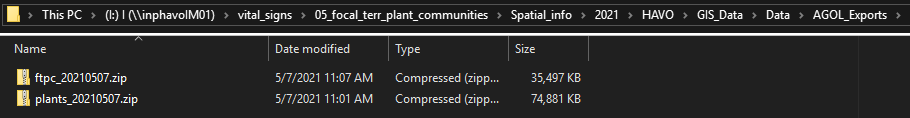 This PC > (I:) I (\\inphavoIM01) > vital_signs > 05_focal_terr_plant_communities > Spatial_info > 2021 > HAVO > GIS_Data > Data > AGOL_Exports >
Name Date modified Type Size
ftpc_20210507.zip 5/7/2021 11:07 AM Compressed (zipp... 35,497 KB
plants_20210507.zip 5/7/2021 11:01 AM Compressed (zipp... 74,881 KB